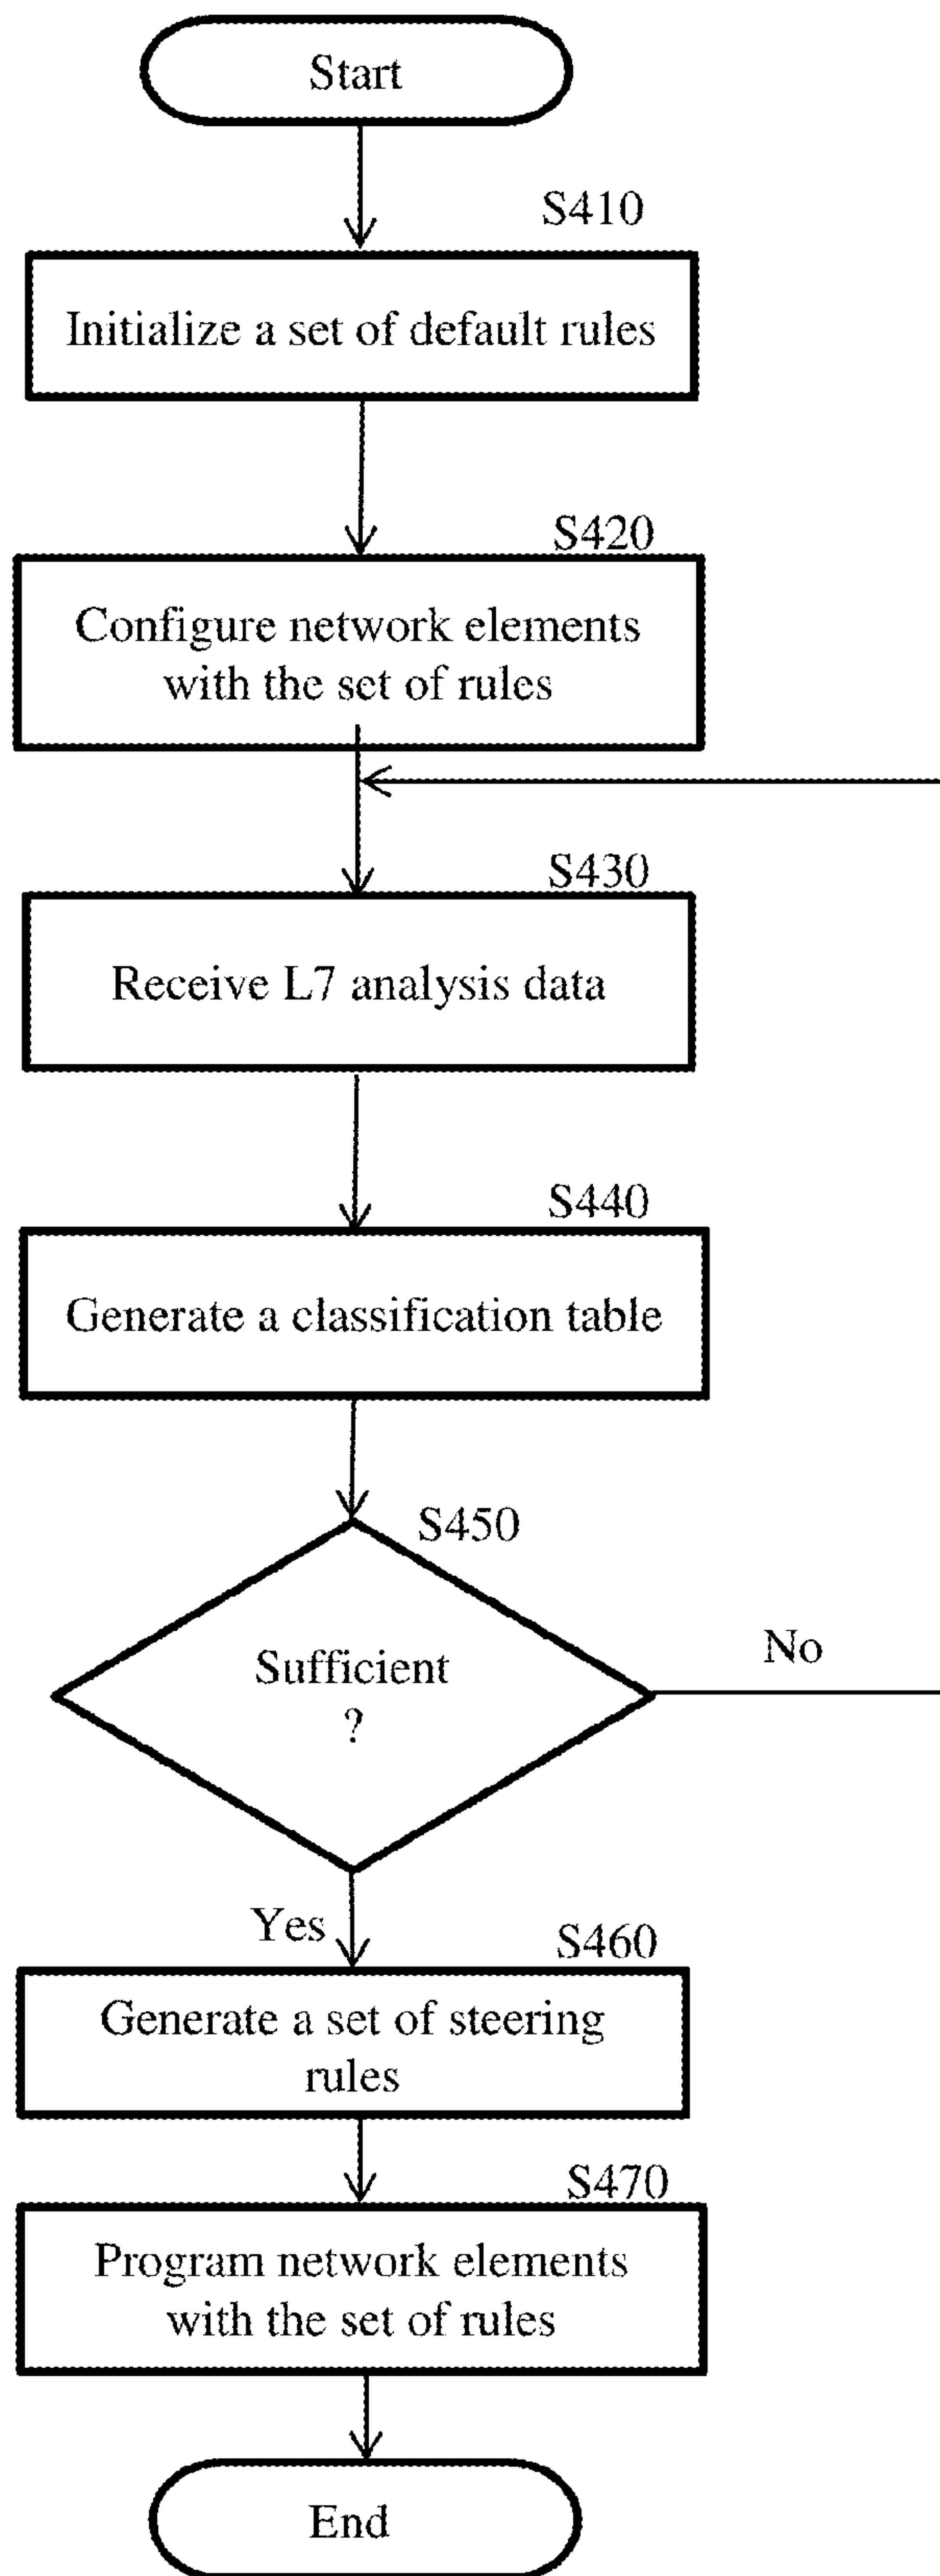 Start
S410
Initialize a set of default rules
S420
Configure network elements
with the set of rules
S430
Receive L7 analysis data
S440
Generate a classification table
S450
Sufficient
?
No
Yes
S460
Generate a set of steering
rules
S470
Program network elements
with the set of rules
End